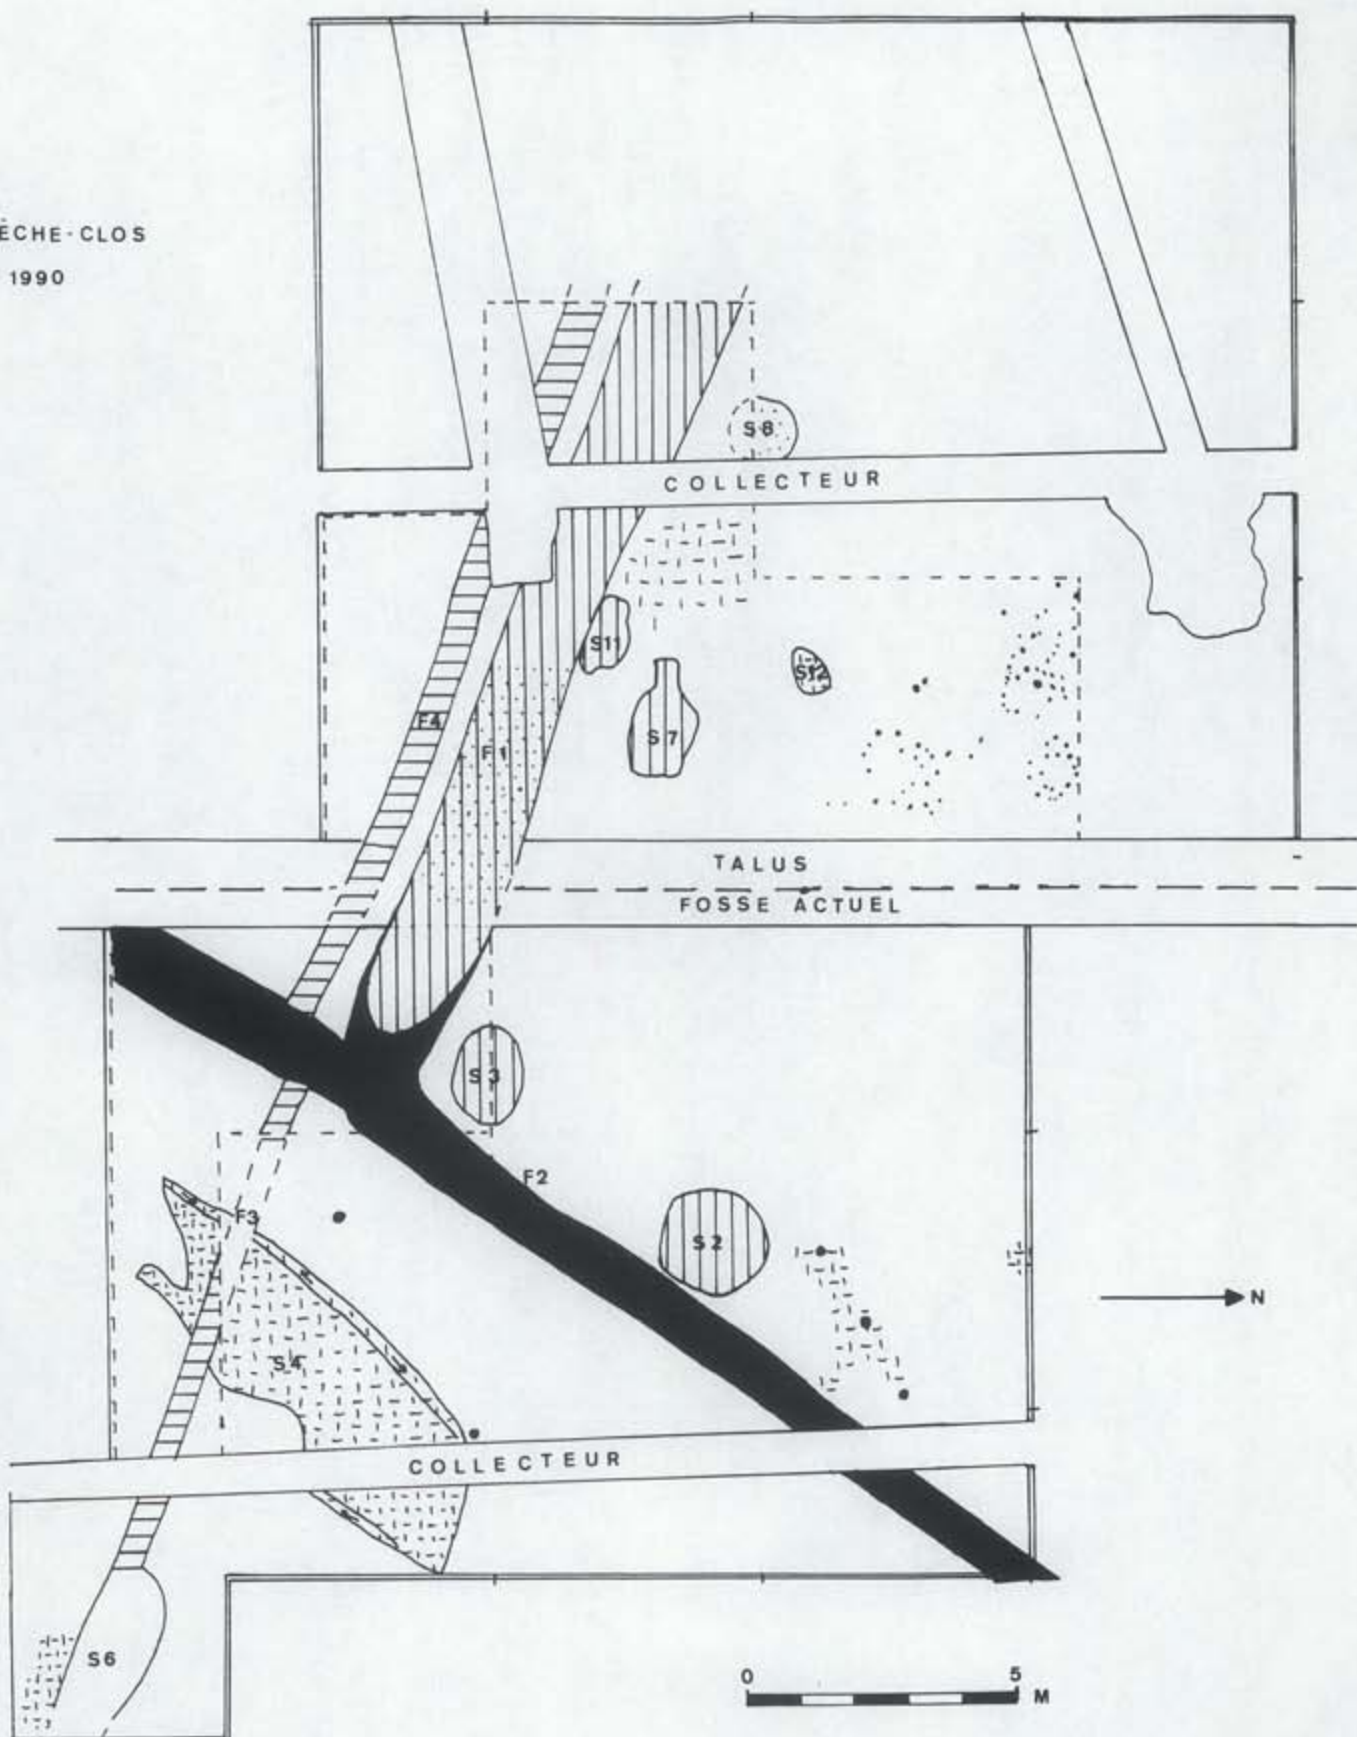 ÈCHE-CLOS
1990
S8
COLLECTEUR
S11
S12
F4
F1
S7
TALUS
FOSSE ACTUEL
S3
F2
F3
S2
N
S4
COLLECTEUR
S6
0 5
M